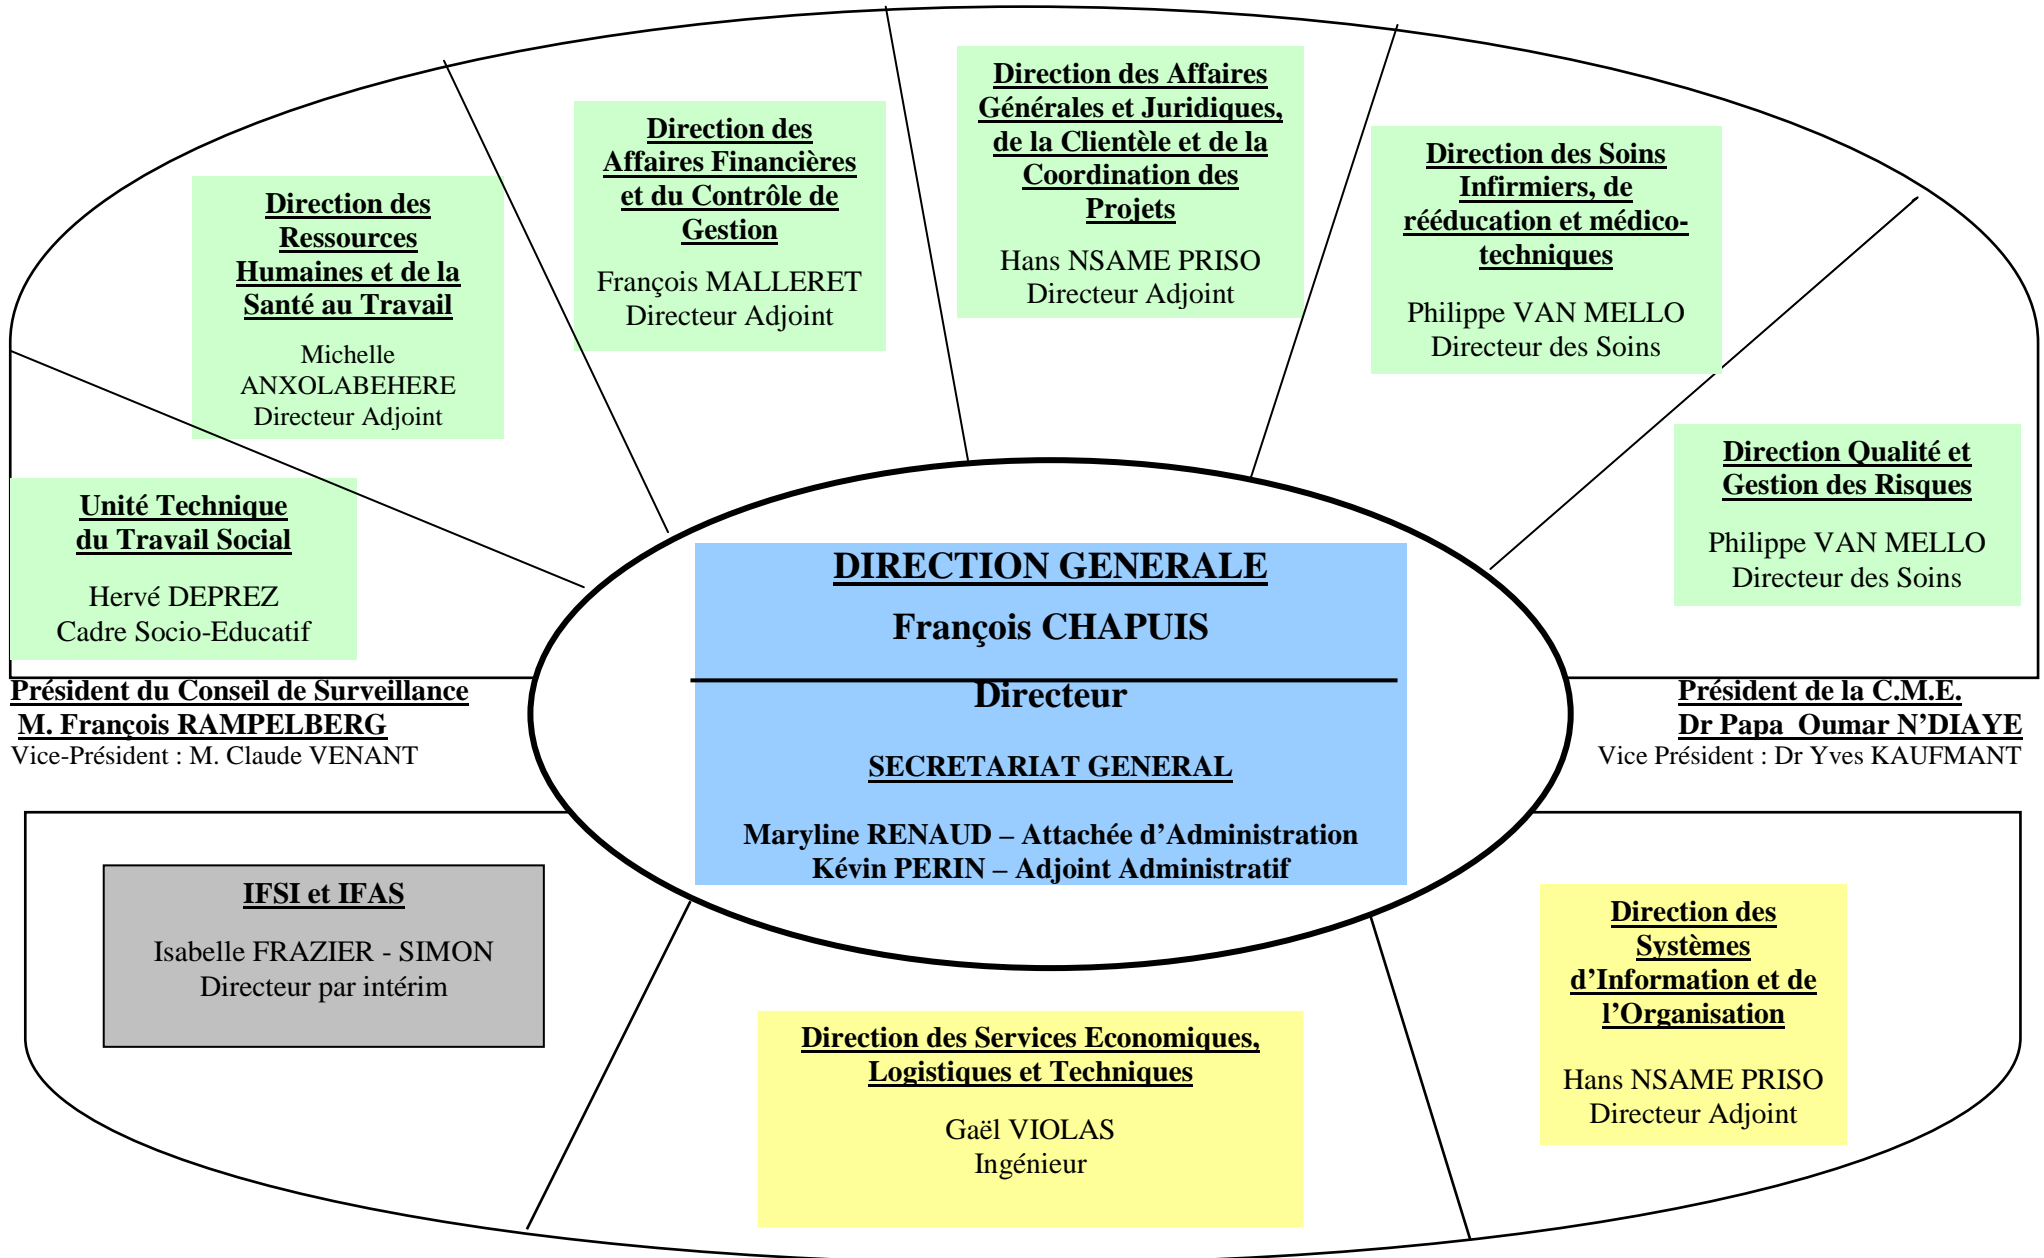 Direction des Affaires
Générales et Juridiques,
de la Clientèle et de la
Coordination des
Projets
Hans NSAME PRISO
Directeur Adjoint
Direction des
Affaires Financières
et du Contrôle de
Gestion
François MALLERET
Directeur Adjoint
Direction des Soins
Infirmiers, de
rééducation et médico-
techniques
Philippe VAN MELLO
Directeur des Soins
Direction des
Ressources
Humaines et de la
Santé au Travail
Michelle
ANXOLABEHERE
Directeur Adjoint
Direction Qualité et
Gestion des Risques
Philippe VAN MELLO
Directeur des Soins
Unité Technique
du Travail Social
Hervé DEPREZ
Cadre Socio-Educatif
DIRECTION GENERALE
François CHAPUIS
Directeur
SECRETARIAT GENERAL
Maryline RENAUD – Attachée d’Administration
Kévin PERIN – Adjoint Administratif
Président du Conseil de Surveillance
M. François RAMPELBERG
Vice-Président : M. Claude VENANT
Président de la C.M.E.
Dr Papa Oumar N’DIAYE
Vice Président : Dr Yves KAUFMANT
IFSI et IFAS
Isabelle FRAZIER - SIMON
Directeur par intérim
Direction des Services Economiques,
Logistiques et Techniques
Gaël VIOLAS
Ingénieur
Direction des
Systèmes
d’Information et de
l’Organisation
Hans NSAME PRISO
Directeur Adjoint